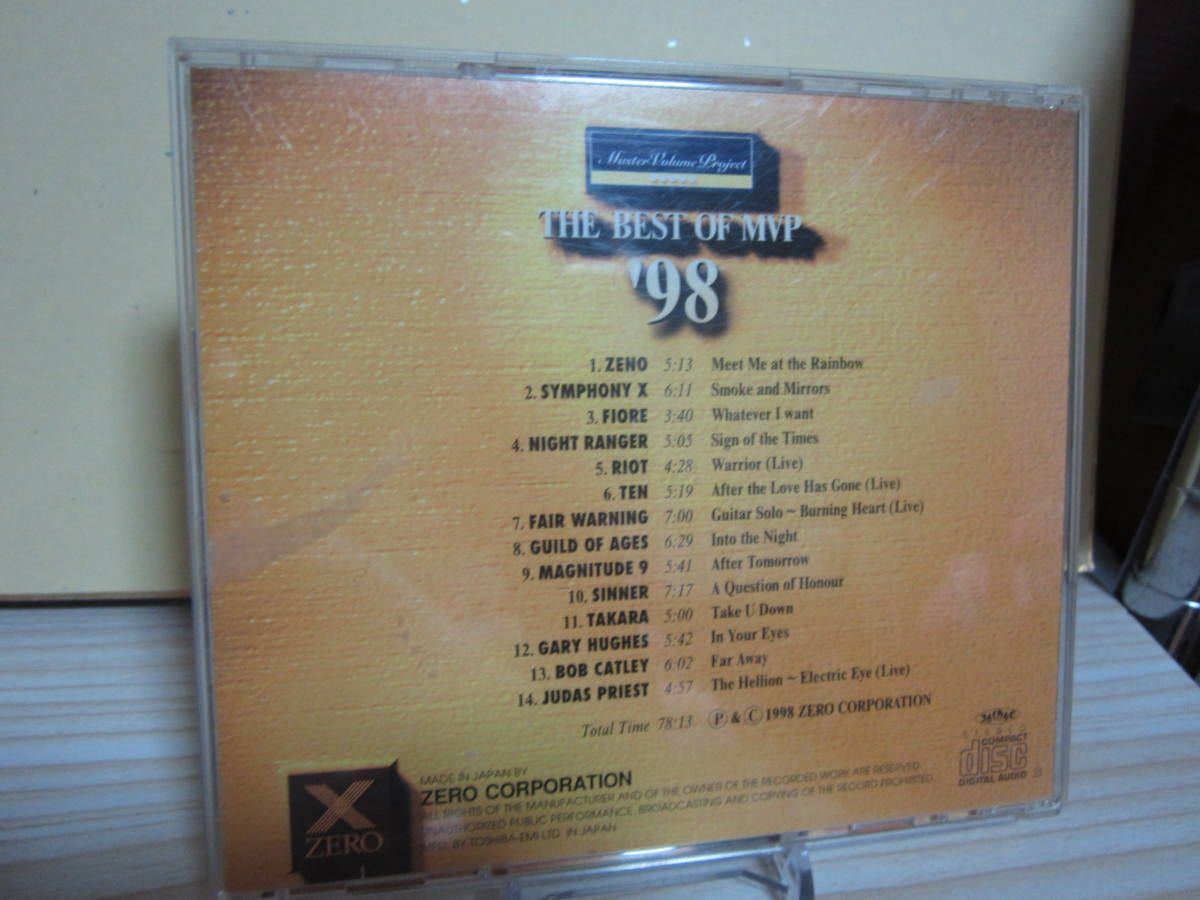 Master Volume Project
THE BEST OF MVP
'98
1. ZENO 5:13 Meet Me at the Rainbow
2. SYMPHONY X 6:11 Smoke and Mirrors
3. FIORE 3:40 Whatever I want
4. NIGHT RANGER 5:05 Sign of the Times
5. RIOT 4:28 Warrior (Live)
6. TEN 5:19 After the Love Has Gone (Live)
7. FAIR WARNING 7:00 Guitar Solo ~ Burning Heart (Live)
8. GUILD OF AGES 6:29 Into the Night
9. MAGNITUDE 9 5:41 After Tomorrow
10. SINNER 7:17 A Question of Honour
11. TAKARA 5:00 Take U Down
12. GARY HUGHES 5:42 In Your Eyes
13. BOB CATLEY 6:02 Far Away
14. JUDAS PRIEST 4:57 The Hellion ~ Electric Eye (Live)
Total Time 78:13 Ⓟ & Ⓒ 1998 ZERO CORPORATION
STEREO
COMPACT
disc
DIGITAL AUDIO
X
ZERO
MADE IN JAPAN BY
ZERO CORPORATION
ALL RIGHTS OF THE MANUFACTURER AND OF THE OWNER OF THE RECORDED WORK ARE RESERVED.
UNAUTHORIZED PUBLIC PERFORMANCE, BROADCASTING AND COPYING OF THE RECORD PROHIBITED.
MFD. BY TOSHIBA-EMI LTD. IN JAPAN